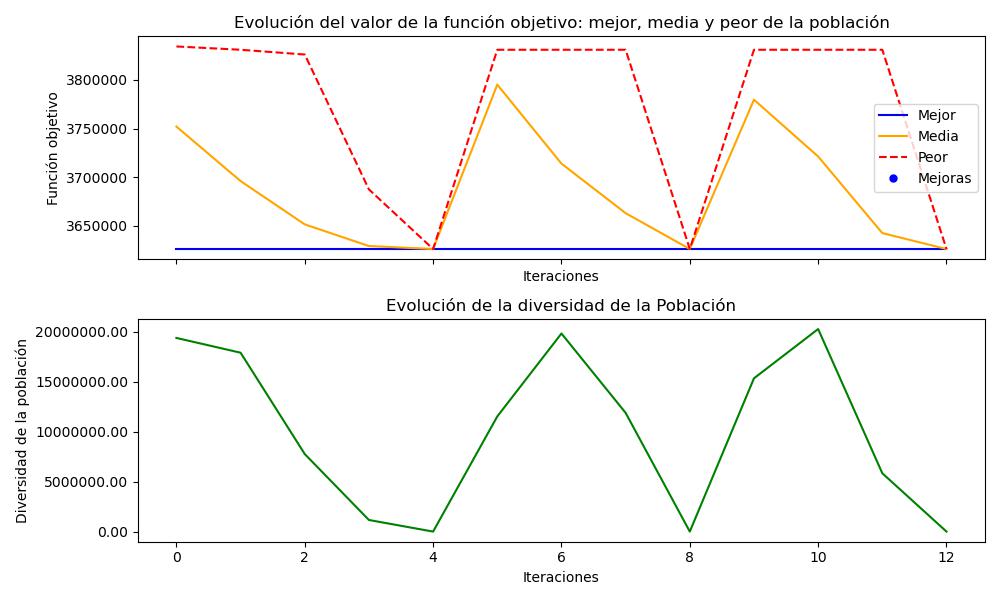 Evolución del valor de la función objetivo: mejor, media y peor de la población
Función objetivo
3800000
3750000
3700000
3650000
Mejor
Media
Peor
Mejoras
Iteraciones
Evolución de la diversidad de la Población
Diversidad de la población
20000000.00
15000000.00
10000000.00
5000000.00
0.00
0 2 4 6 8 10 12
Iteraciones